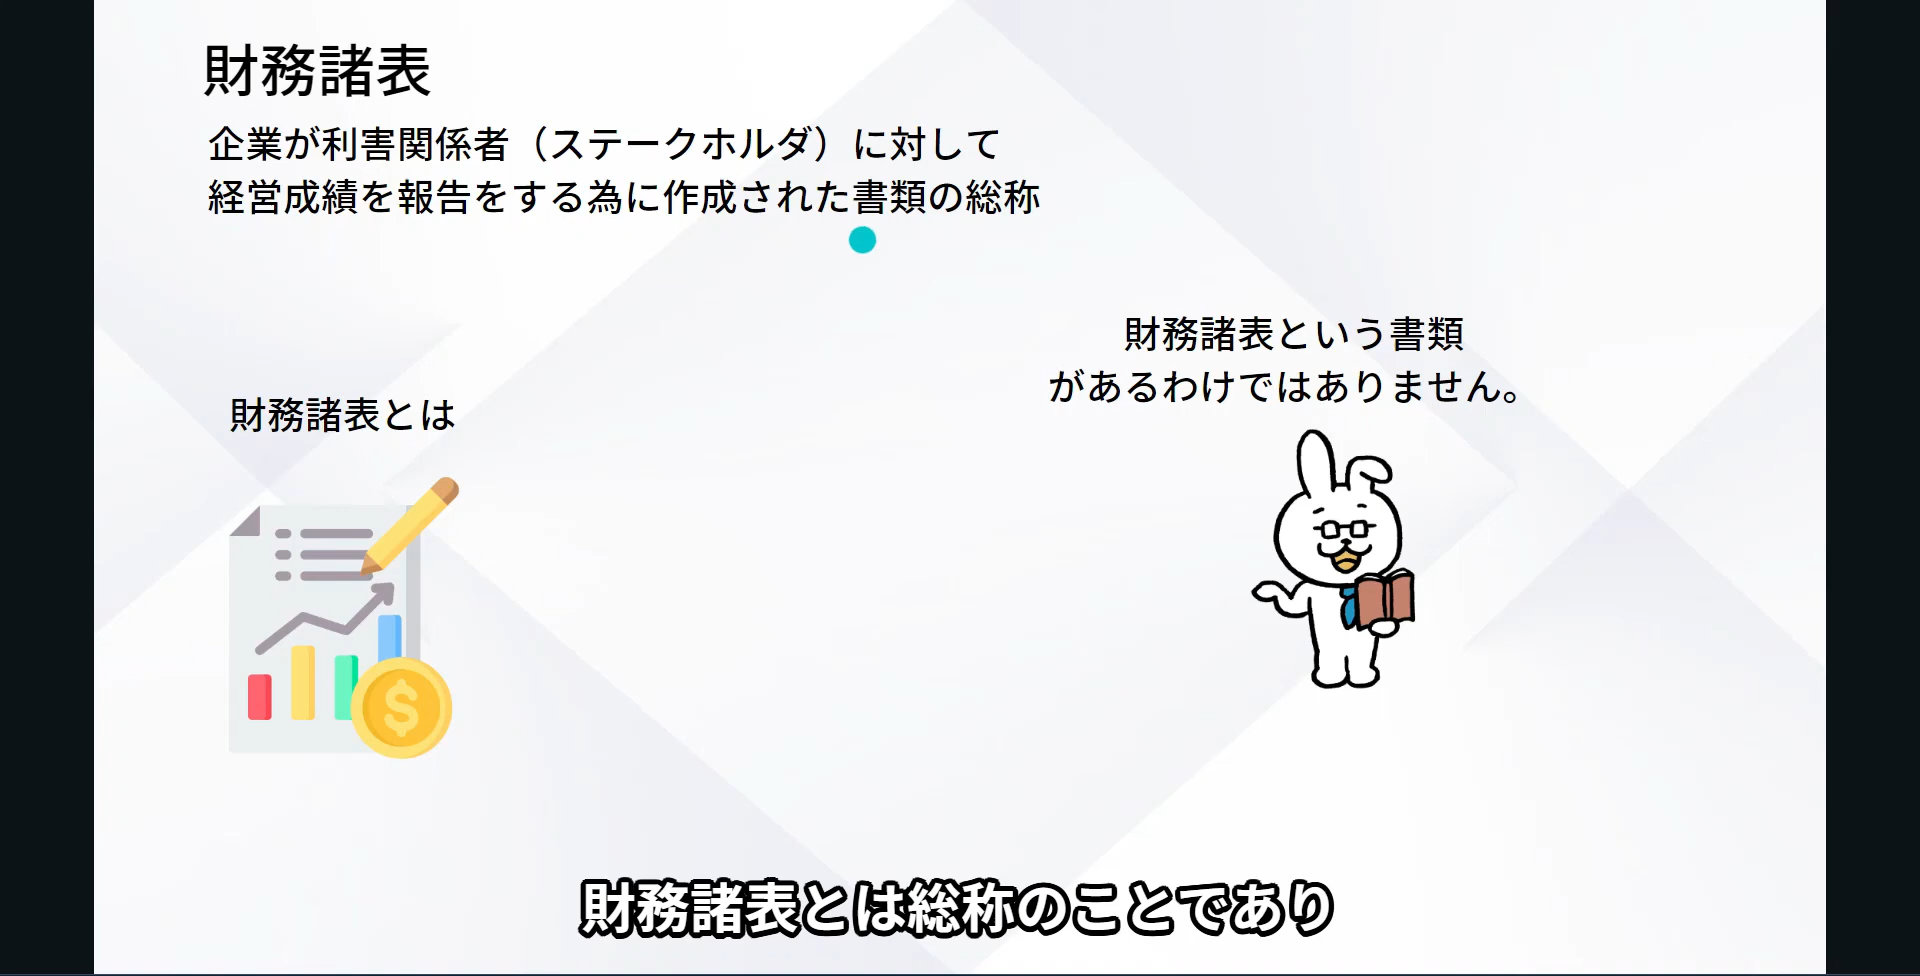 財務諸表
企業が利害関係者（ステークホルダ）に対して
経営成績を報告をする為に作成された書類の総称
財務諸表という書類
があるわけではありません。
財務諸表とは
$
財務諸表とは総称のことであり